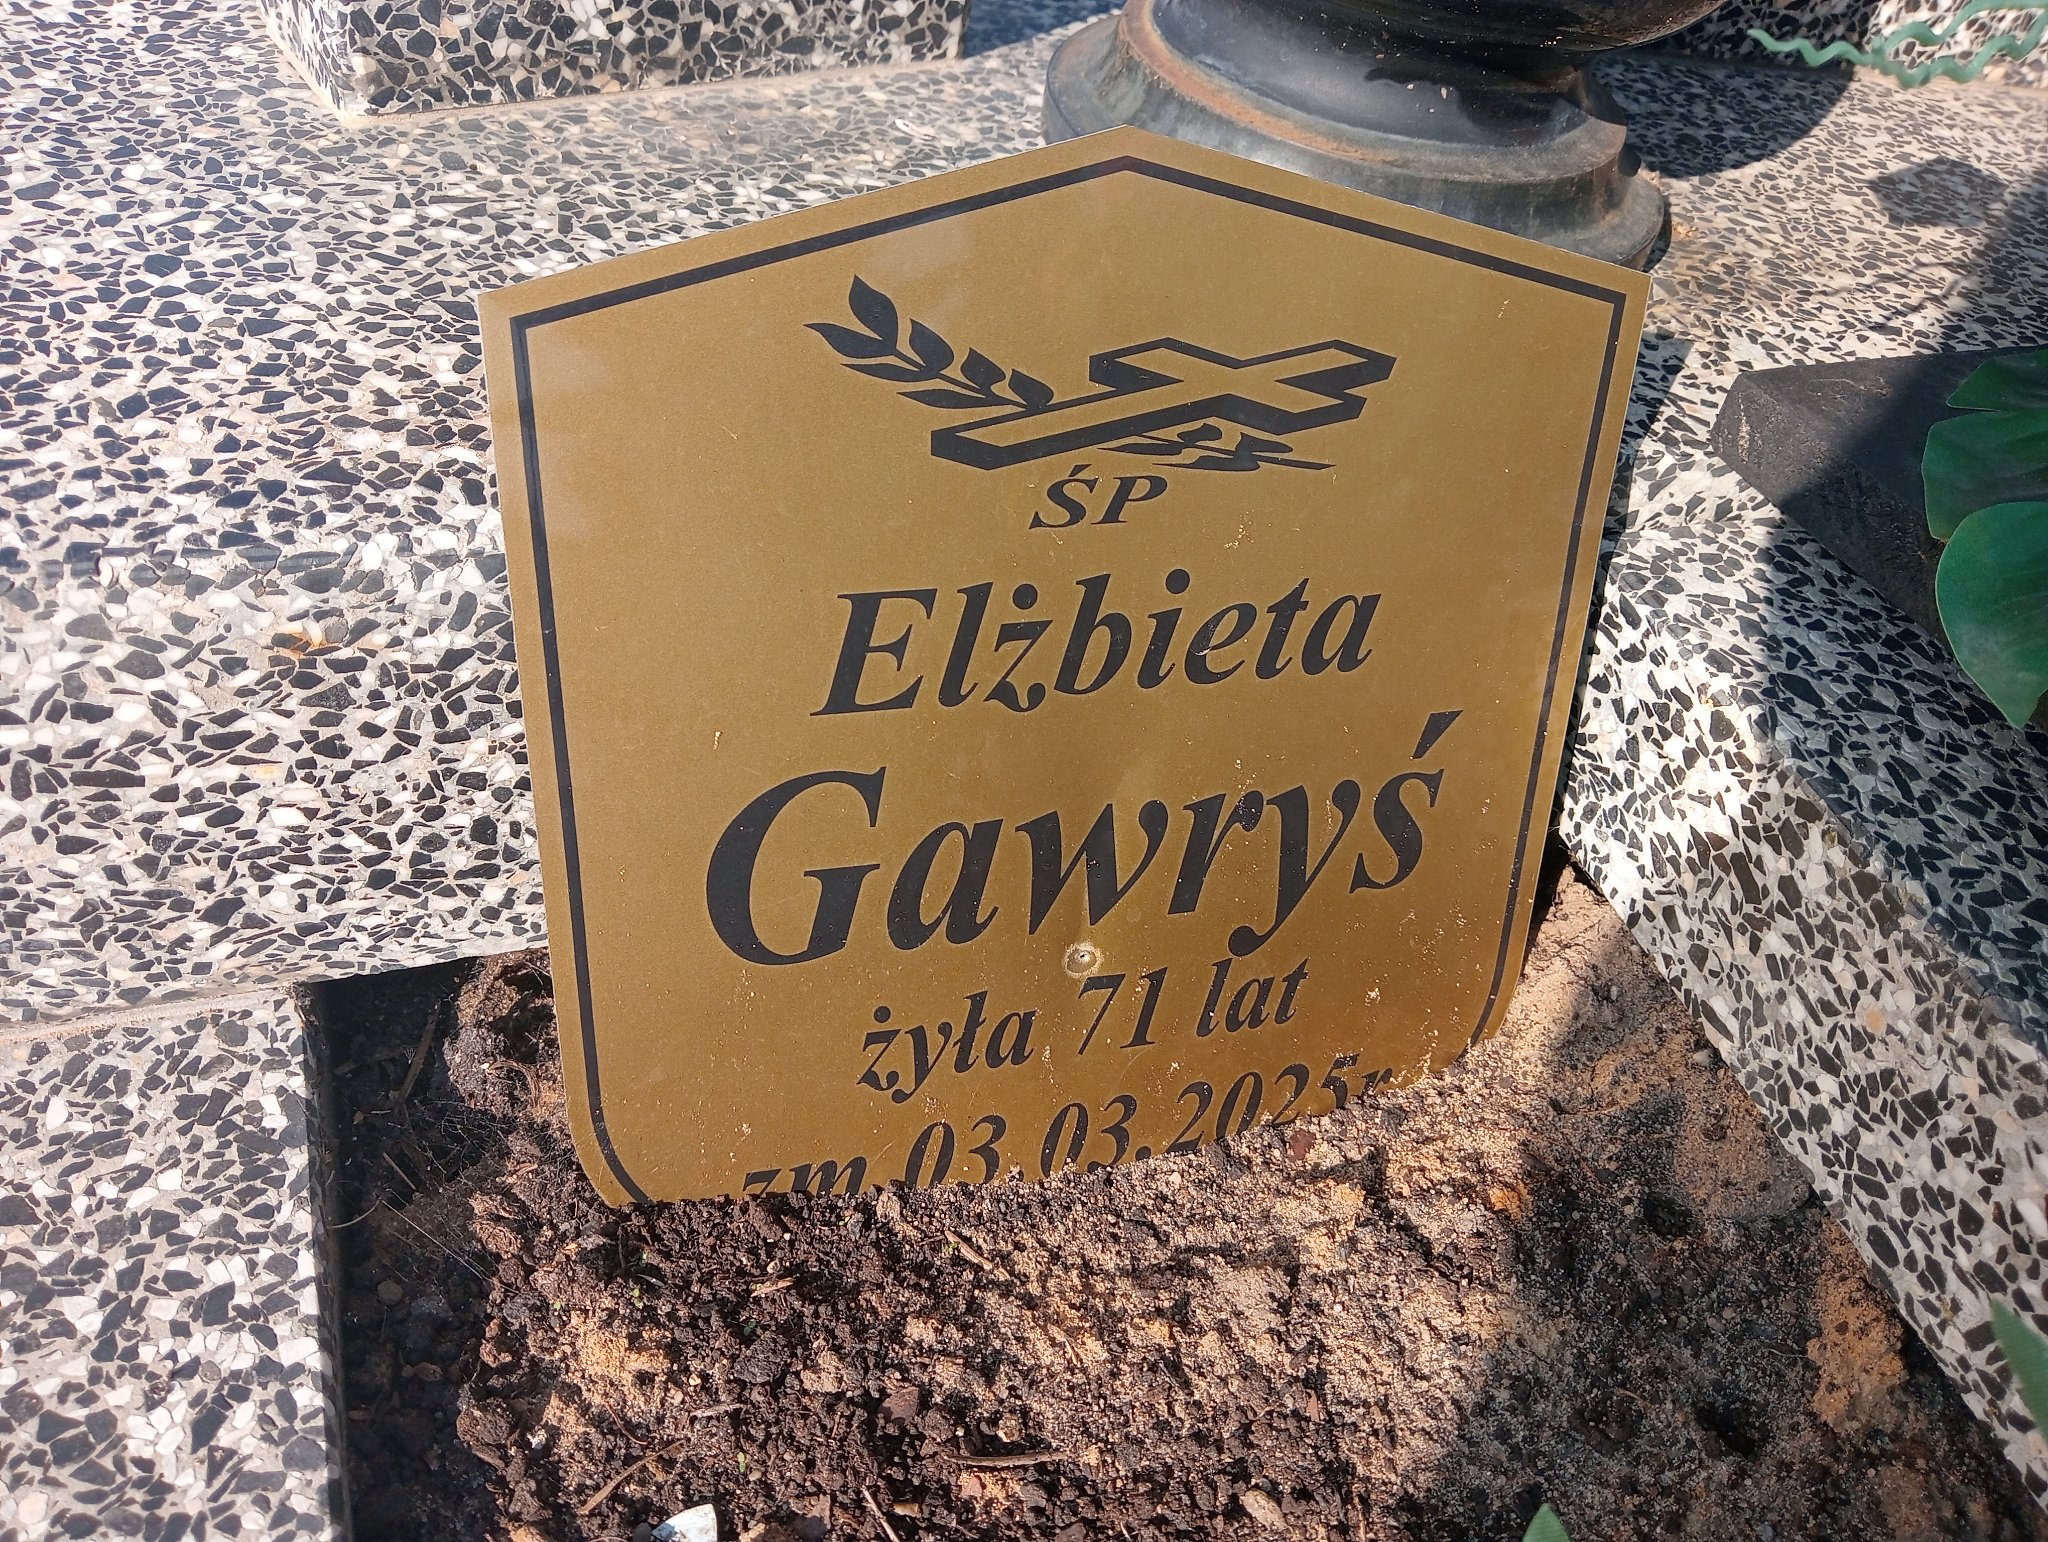 ŚP
Elżbieta
Gawryś
żyła 71 lat
zm.03.03.2025r